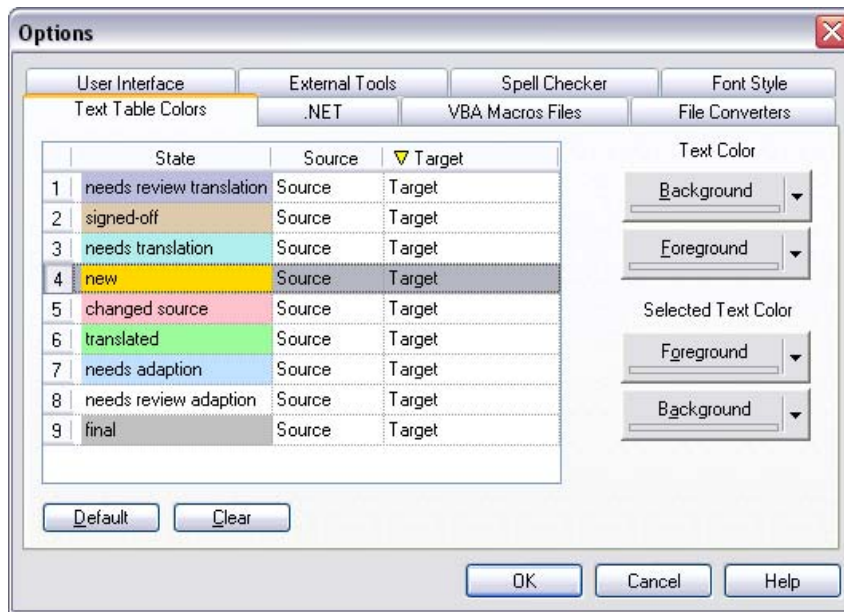 Options
User Interface External Tools Spell Checker Font Style
Text Table Colors .NET VBA Macros Files File Converters
State Source Target
1 needs review translation Source Target
2 signed-off Source Target
3 needs translation Source Target
4 new Source Target
5 changed source Source Target
6 translated Source Target
7 needs adaption Source Target
8 needs review adaption Source Target
9 final Source Target
Text Color
Background
Foreground
Selected Text Color
Foreground
Background
Default Clear
OK Cancel Help